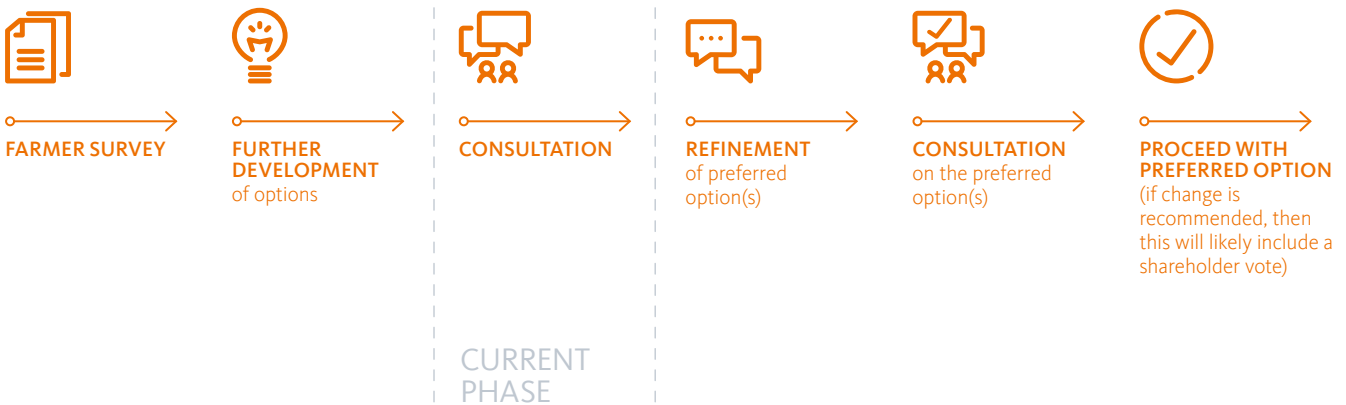 FARMER SURVEY
FURTHER
DEVELOPMENT
of options
CONSULTATION
REFINEMENT
of preferred
option(s)
CONSULTATION
on the preferred
option(s)
PROCEED WITH
PREFERRED OPTION
(if change is
recommended, then
this will likely include a
shareholder vote)
CURRENT
PHASE